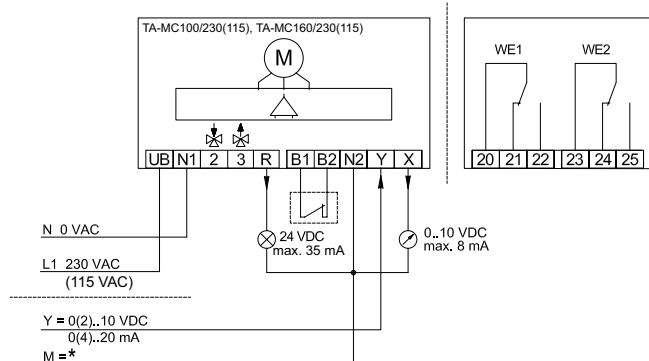 TA-MC100/230(115), TA-MC160/230(115)
M
WE1 WE2
UB N1 2 3 R B1 B2 N2 Y X
20 21 22 23 24 25
N 0 VAC
24 VDC
max. 35 mA
0..10 VDC
max. 8 mA
L1 230 VAC
(115 VAC)
Y = 0(2)..10 VDC
0(4)..20 mA
M =*